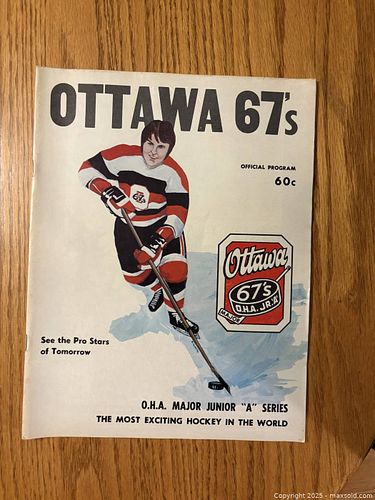 OTTAWA 67's
OFFICIAL PROGRAM
60c
67's
Ottawa
67's
O.H.A. JR. "A"
MAJOR
See the Pro Stars
of Tomorrow
O.H.A. MAJOR JUNIOR "A" SERIES
THE MOST EXCITING HOCKEY IN THE WORLD
Copyright 2025 - maxsold.com